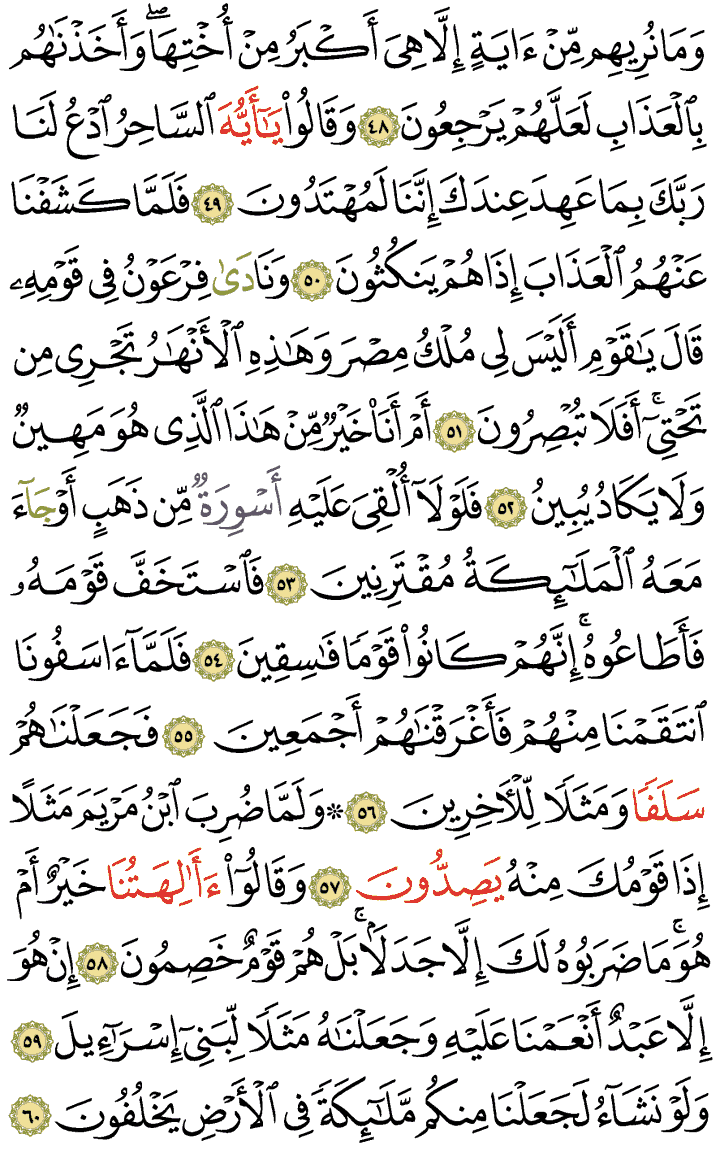 وَمَا نُرِيهِم مِّنْ ءَايَةٍ إِلَّا هِىَ أَكْبَرُ مِنْ أُخْتِهَا ۖ وَأَخَذْنَٰهُم
بِٱلْعَذَابِ لَعَلَّهُمْ يَرْجِعُونَ ٤٨ وَقَالُوا۟ يَٰٓأَيُّهَ ٱلسَّاحِرُ ٱدْعُ لَنَا
رَبَّكَ بِمَا عَهِدَ عِندَكَ إِنَّنَا لَمُهْتَدُونَ ٤٩ فَلَمَّا كَشَفْنَا
عَنْهُمُ ٱلْعَذَابَ إِذَا هُمْ يَنكُثُونَ ٥٠ وَنَادَىٰ فِرْعَوْنُ فِى قَوْمِهِۦ
قَالَ يَٰقَوْمِ أَلَيْسَ لِى مُلْكُ مِصْرَ وَهَٰذِهِ ٱلْأَنْهَٰرُ تَجْرِى مِن
تَحْتِىٓ ۚ أَفَلَا تُبْصِرُونَ ٥١ أَمْ أَنَا۠ خَيْرٌ مِّنْ هَٰذَا ٱلَّذِى هُوَ مَهِينٌ
وَلَا يَكَادُ يُبِينُ ٥٢ فَلَوْلَآ أُلْقِىَ عَلَيْهِ أَسْوِرَةٌ مِّن ذَهَبٍ أَوْ جَآءَ
مَعَهُ ٱلْمَلَٰٓئِكَةُ مُقْتَرِنِينَ ٥٣ فَٱسْتَخَفَّ قَوْمَهُۥ
فَأَطَاعُوهُ ۚ إِنَّهُمْ كَانُوا۟ قَوْمًا فَٰسِقِينَ ٥٤ فَلَمَّآ ءَاسَفُونَا
ٱنتَقَمْنَا مِنْهُمْ فَأَغْرَقْنَٰهُمْ أَجْمَعِينَ ٥٥ فَجَعَلْنَٰهُمْ
سَلَفًا وَمَثَلًا لِّلْءَاخِرِينَ ٥٦ * وَلَمَّا ضُرِبَ ٱبْنُ مَرْيَمَ مَثَلًا
إِذَا قَوْمُكَ مِنْهُ يَصِدُّونَ ٥٧ وَقَالُوٓا۟ ءَأَٰلِهَتُنَا خَيْرٌ أَمْ
هُوَ ۚ مَا ضَرَبُوهُ لَكَ إِلَّا جَدَلًۢا ۚ بَلْ هُمْ قَوْمٌ خَصِمُونَ ٥٨ إِنْ هُوَ
إِلَّا عَبْدٌ أَنْعَمْنَا عَلَيْهِ وَجَعَلْنَٰهُ مَثَلًا لِّبَنِىٓ إِسْرَٰٓءِيلَ ٥٩
وَلَوْ نَشَآءُ لَجَعَلْنَا مِنكُم مَّلَٰٓئِكَةً فِى ٱلْأَرْضِ يَخْلُفُونَ ٦٠